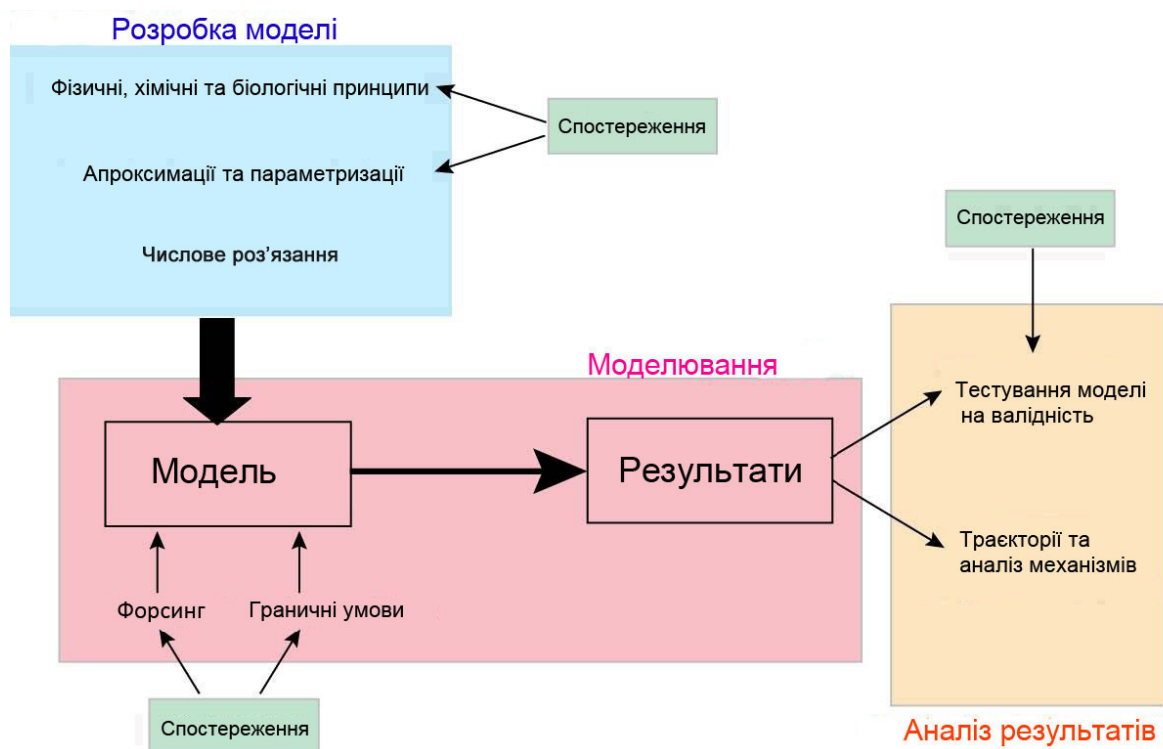 Розробка моделі
Фізичні, хімічні та біологічні принципи
Спостереження
Апроксимації та параметризації
Числове роз’язання
Спостереження
Моделювання
Тестування моделі
на валідність
Модель
Результати
Траєкторії та
аналіз механізмів
Форсинг
Граничні умови
Спостереження
Аналіз результатів